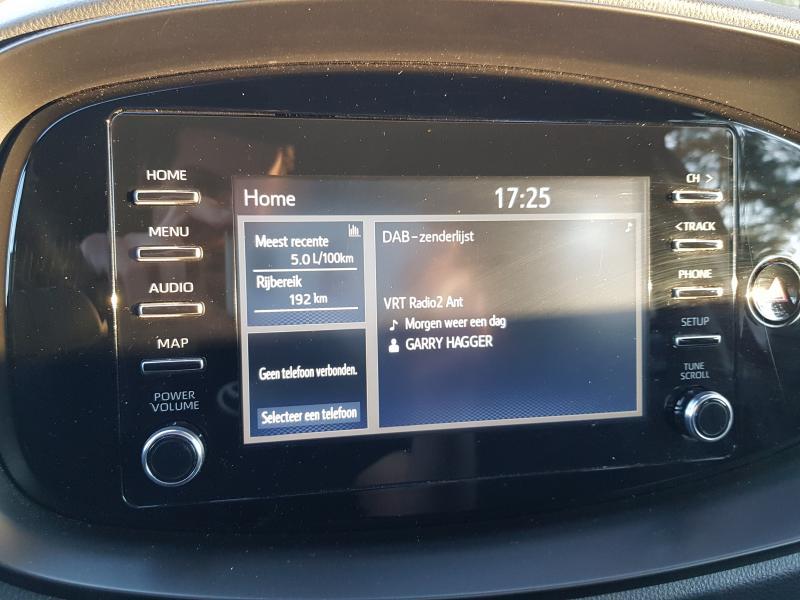 HOME
MENU
AUDIO
MAP
POWER
VOLUME
Home
17:25
Meest recente
5.0 L/100km
Rijbereik
192 km
Geen telefoon verbonden.
Selecteer een telefoon
DAB-zenderlijst
VRT Radio2 Ant
Morgen weer een dag
GARRY HAGGER
CH >
<TRACK
PHONE
SETUP
TUNE
SCROLL